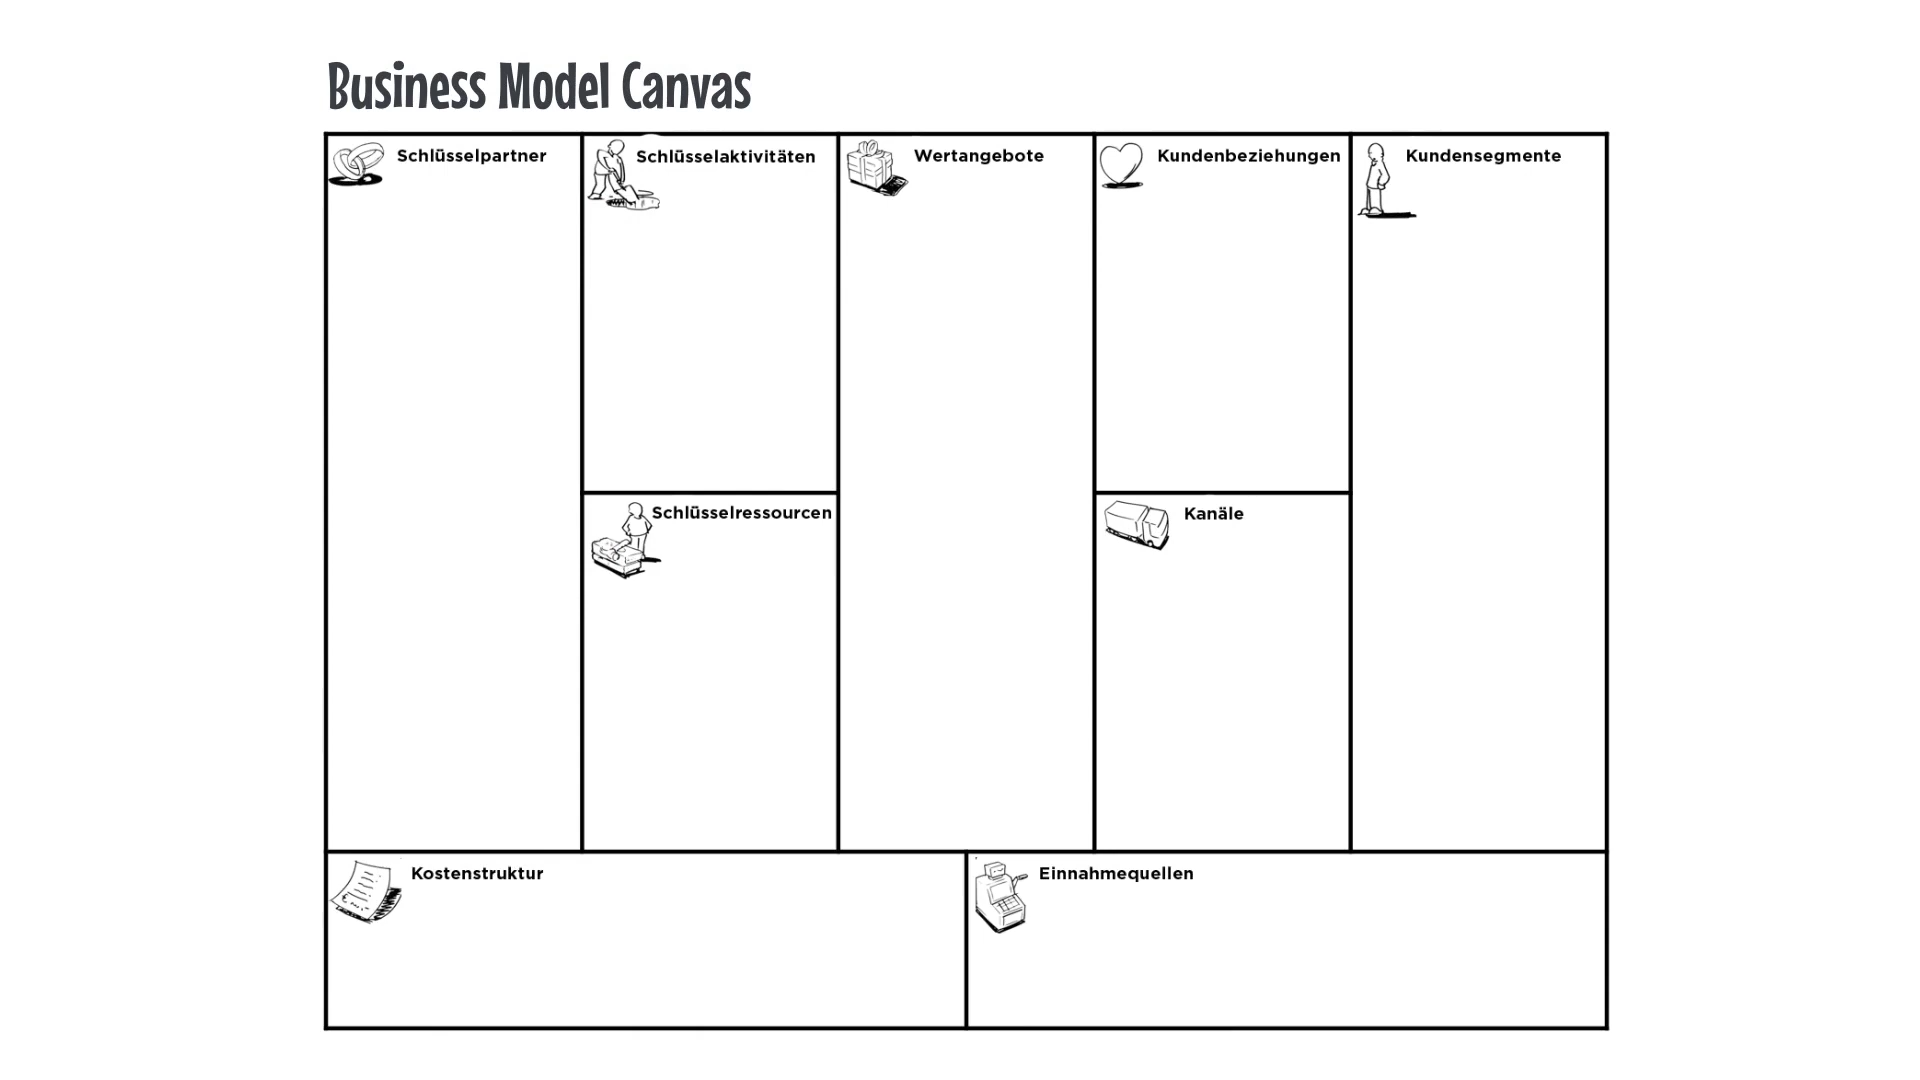 Business Model Canvas
Schlüsselpartner
Schlüsselaktivitäten
Wertangebote
Kundenbeziehungen
Kundensegmente
Schlüsselressourcen
Kanäle
Kostenstruktur
Einnahmequellen